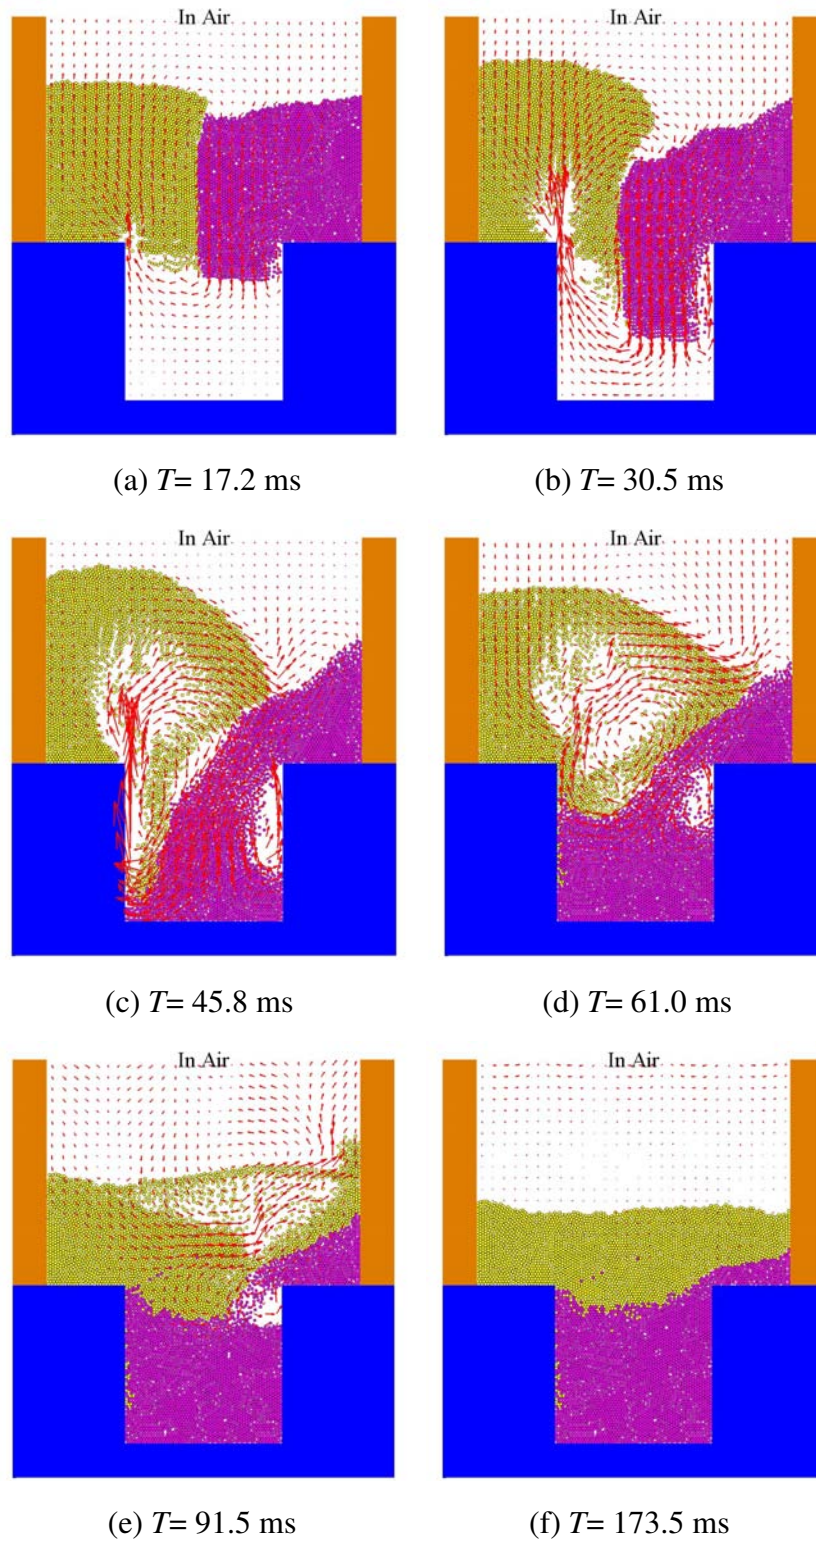 In Air In Air
(a) T= 17.2 ms (b) T= 30.5 ms
In Air In Air
(c) T= 45.8 ms (d) T= 61.0 ms
In Air In Air
(e) T= 91.5 ms (f) T= 173.5 ms